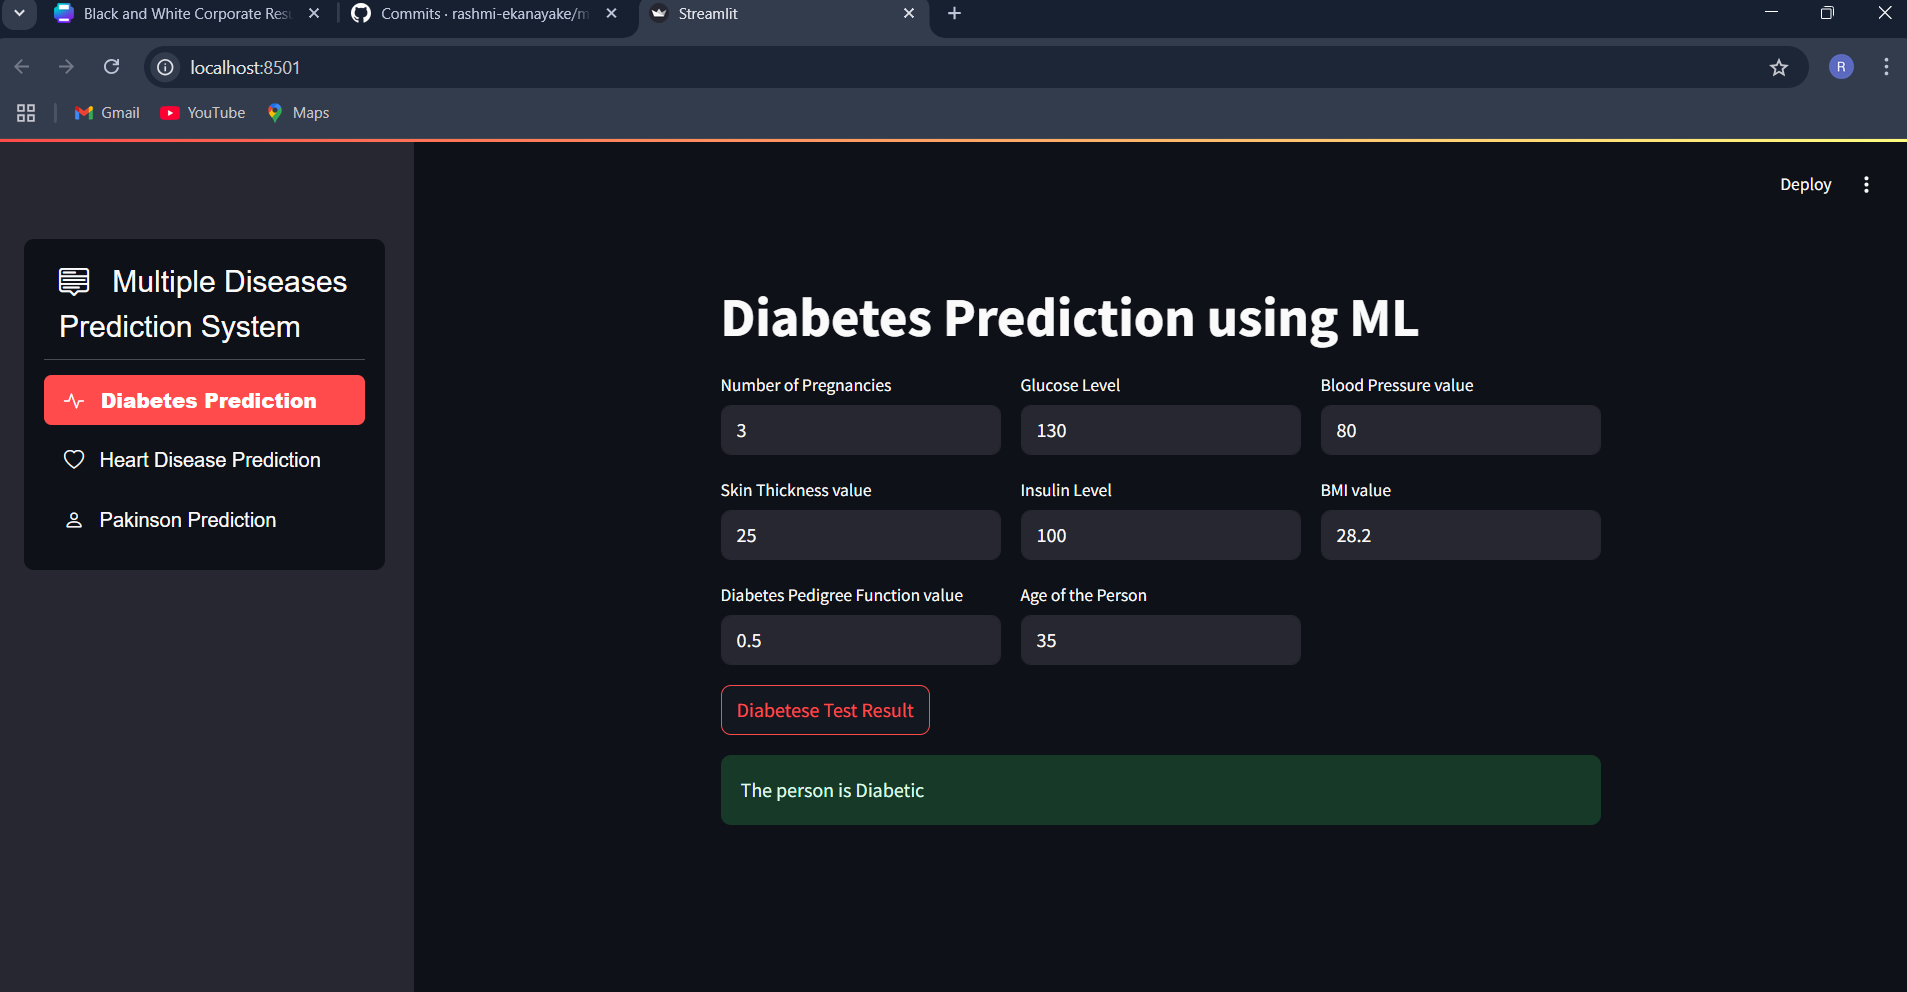 Black and White Corporate Res
Commits · rashmi-ekanayake/m
Streamlit
localhost:8501
R
Gmail
YouTube
Maps
Deploy
Multiple Diseases
Prediction System
Diabetes Prediction
Heart Disease Prediction
Pakinson Prediction
Diabetes Prediction using ML
Number of Pregnancies
Glucose Level
Blood Pressure value
3
130
80
Skin Thickness value
Insulin Level
BMI value
25
100
28.2
Diabetes Pedigree Function value
Age of the Person
0.5
35
Diabetese Test Result
The person is Diabetic